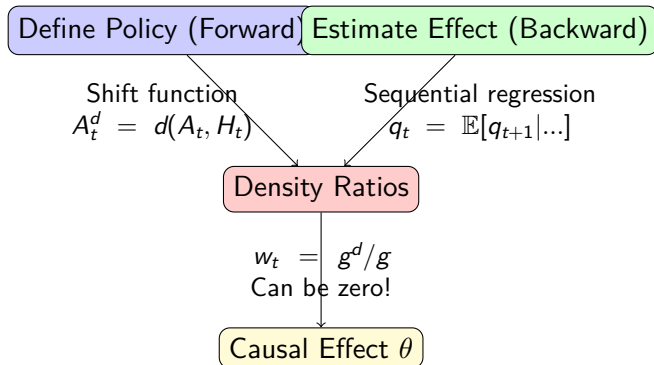 Define Policy (Forward)
Estimate Effect (Backward)
Shift function
A_t^d = d(A_t, H_t)
Sequential regression
q_t = 𝔼[q_{t+1}|...]
Density Ratios
w_t = g^d/g
Can be zero!
Causal Effect θ